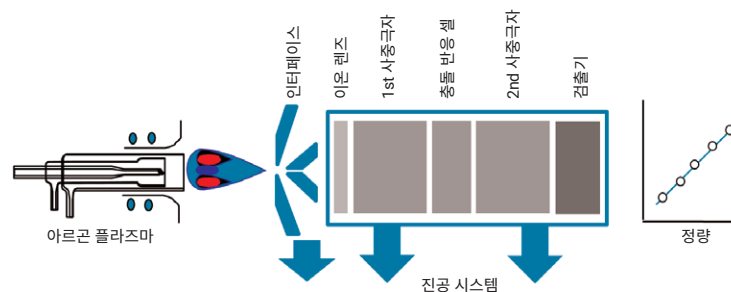 인터페이스
이온 렌즈
1st 사중극자
충돌 반응 셀
2nd 사중극자
검출기
아르곤 플라즈마
정량
진공 시스템